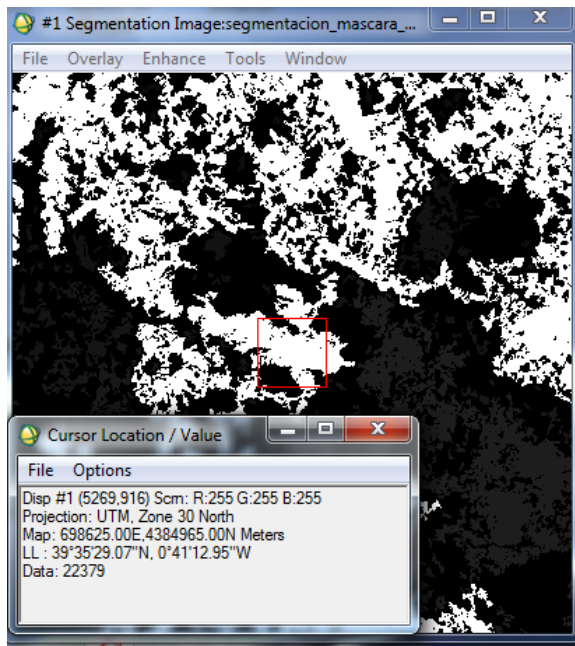 #1 Segmentation Image:segmentacion_mascara_...
File Overlay Enhance Tools Window
Cursor Location / Value
File Options
Disp #1 (5269,916) Scrn: R:255 G:255 B:255
Projection: UTM, Zone 30 North
Map: 698625.00E,4384965.00N Meters
LL : 39°35'29.07"N, 0°41'12.95"W
Data: 22379